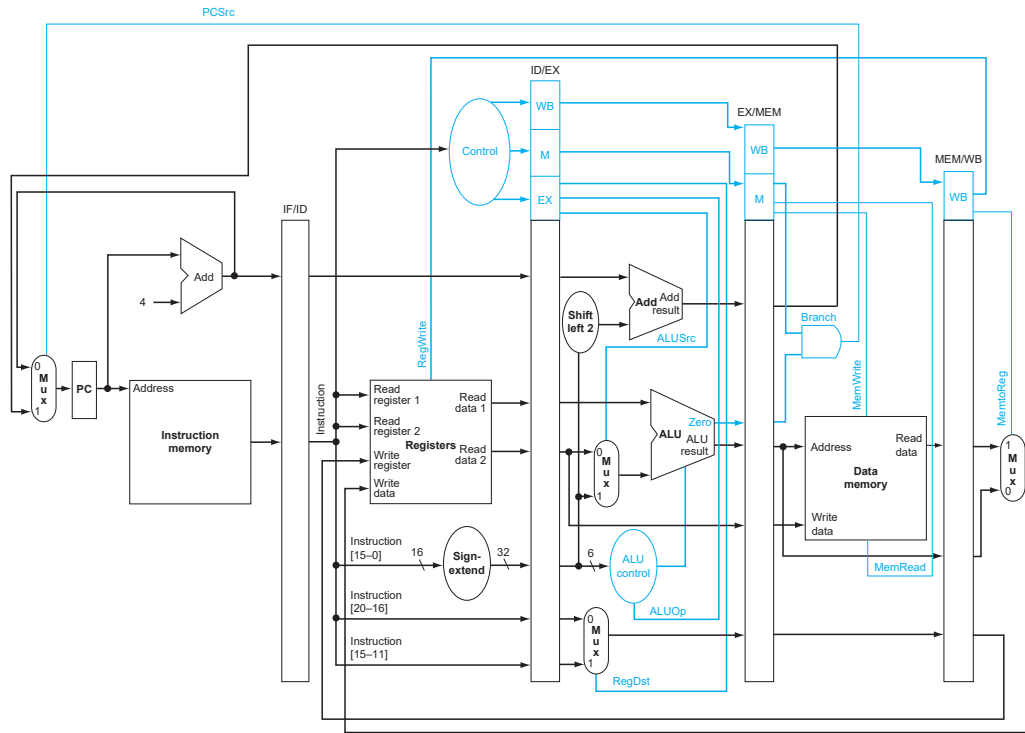 PCSrc
ID/EX
WB
EX/MEM
Control
M
WB
MEM/WB
EX
M
WB
IF/ID
Add
4
Add
Add
result
Shift
left 2
Branch
ALUSrc
RegWrite
MemWrite
MemtoReg
0
M
u
x
1
PC
Address
Instruction
memory
Instruction
Read
register 1
Read
register 2
Write
register
Write
data
Registers
Read
data 1
Read
data 2
0
M
u
x
1
Zero
ALU
ALU
result
Address
Write
data
Data
memory
Read
data
1
M
u
x
0
Instruction
[15–0]
16
Sign-
extend
32
6
ALU
control
MemRead
Instruction
[20–16]
ALUOp
Instruction
[15–11]
0
M
u
x
1
RegDst